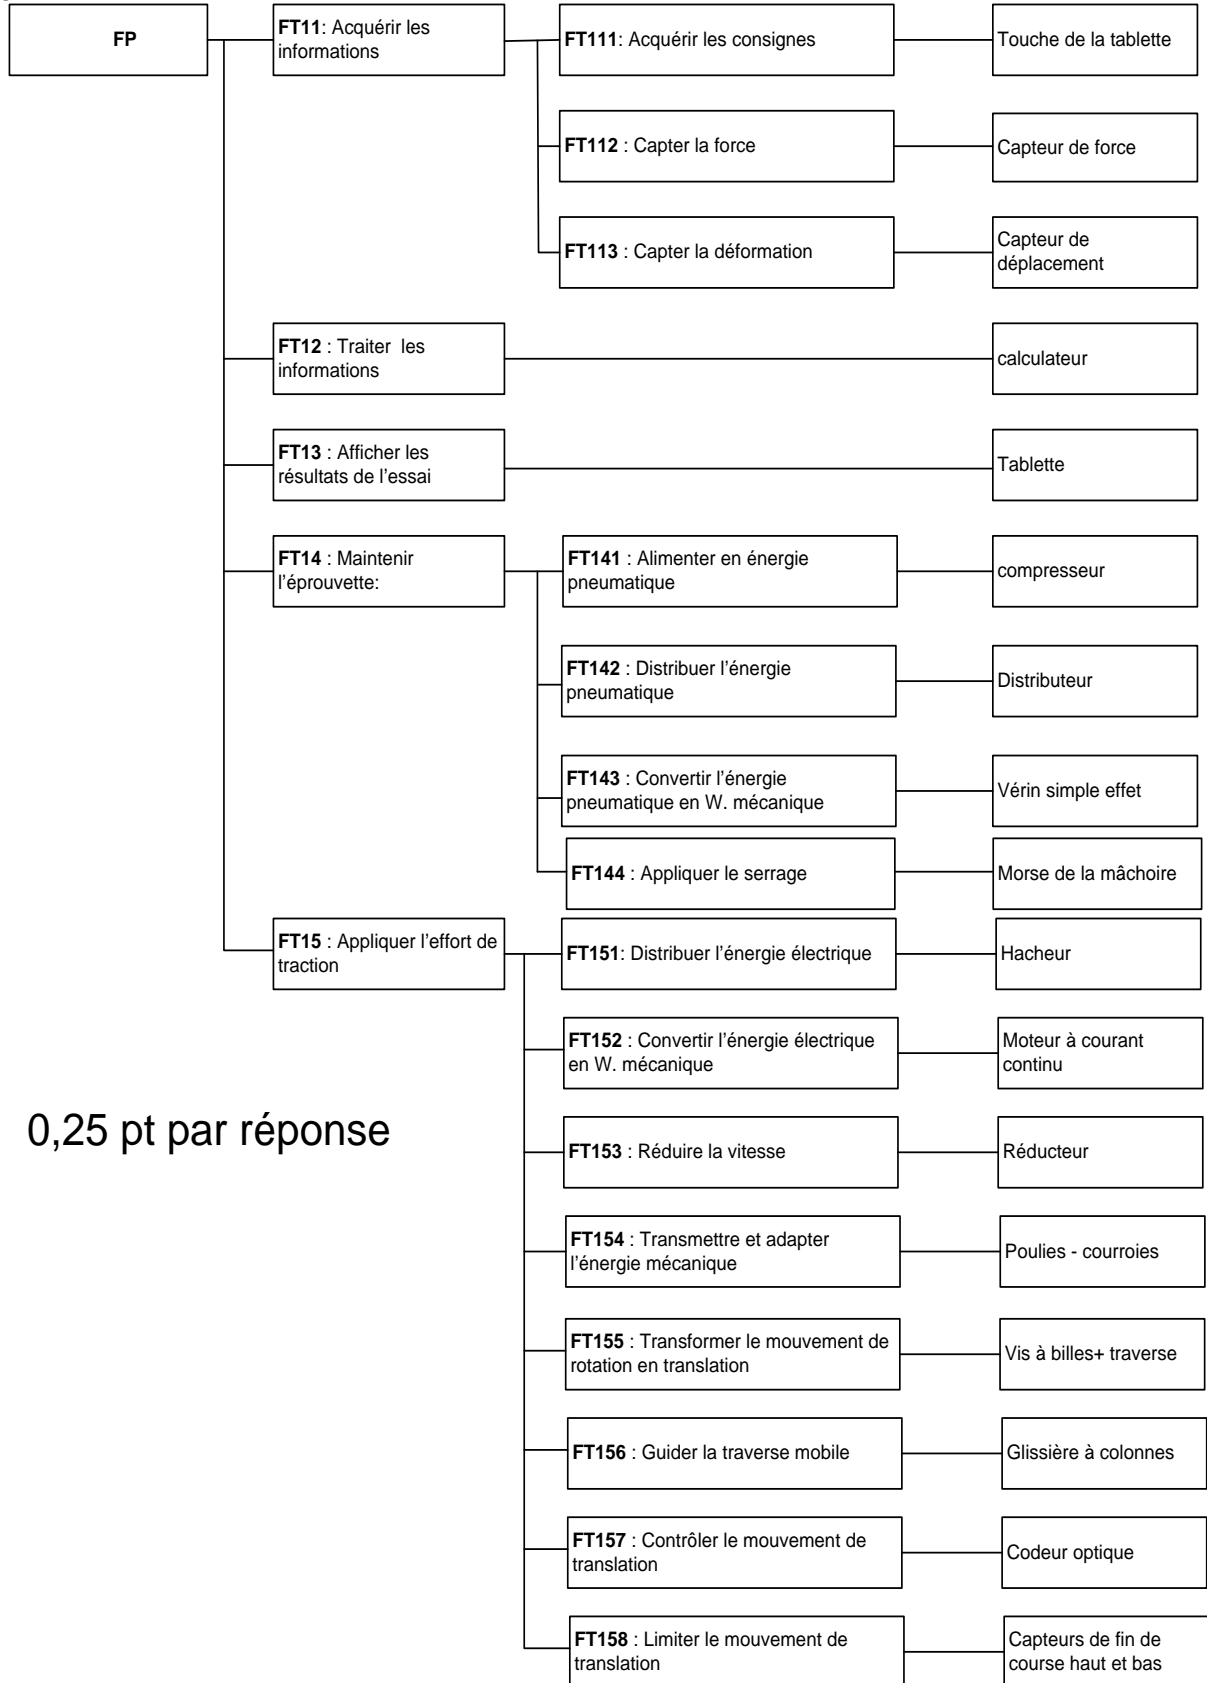 FP
FT11: Acquérir les
informations
FT111: Acquérir les consignes
Touche de la tablette
FT112 : Capter la force
Capteur de force
FT113 : Capter la déformation
Capteur de
déplacement
FT12 : Traiter les
informations
calculateur
FT13 : Afficher les
résultats de l’essai
Tablette
FT14 : Maintenir
l’éprouvette:
FT141 : Alimenter en énergie
pneumatique
compresseur
FT142 : Distribuer l’énergie
pneumatique
Distributeur
FT143 : Convertir l’énergie
pneumatique en W. mécanique
Vérin simple effet
FT144 : Appliquer le serrage
Morse de la mâchoire
FT15 : Appliquer l’effort de
traction
FT151: Distribuer l’énergie électrique
Hacheur
FT152 : Convertir l’énergie électrique
en W. mécanique
Moteur à courant
continu
0,25 pt par réponse
FT153 : Réduire la vitesse
Réducteur
FT154 : Transmettre et adapter
l’énergie mécanique
Poulies - courroies
FT155 : Transformer le mouvement de
rotation en translation
Vis à billes+ traverse
FT156 : Guider la traverse mobile
Glissière à colonnes
FT157 : Contrôler le mouvement de
translation
Codeur optique
FT158 : Limiter le mouvement de
translation
Capteurs de fin de
course haut et bas